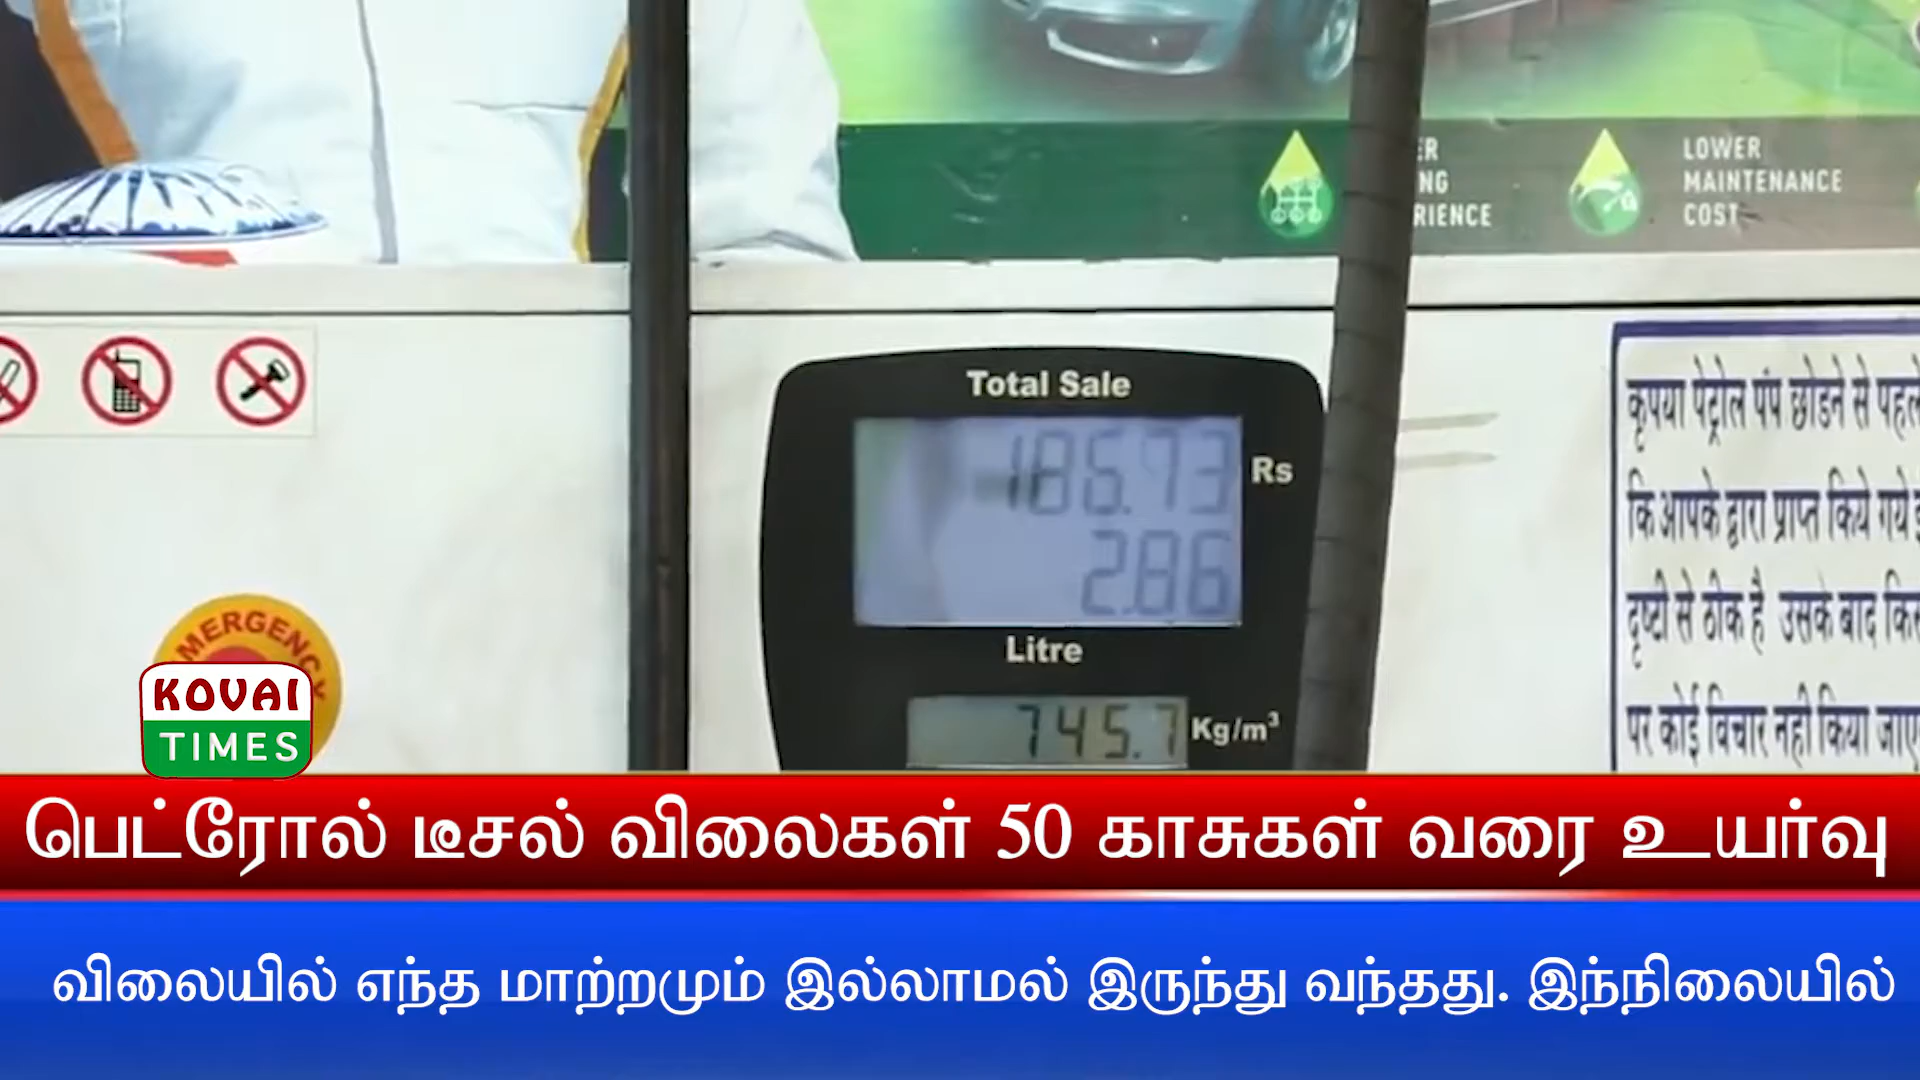 LOWER
MAINTENANCE
COST
RIENCE
Total Sale
186.73 Rs
2.86
Litre
745.7 Kg/m³
कृपया पेट्रोल पंप छोडने से पहले
कि आपके द्वारा प्राप्त किये गये
दृष्टी से ठीक है उसके बाद
पर कोई विचार नही किया जाए
EMERGENCY
KOVAI
TIMES
பெட்ரோல் டீசல் விலைகள் 50 காசுகள் வரை உயர்வு
விலையில் எந்த மாற்றமும் இல்லாமல் இருந்து வந்தது. இந்நிலையில்